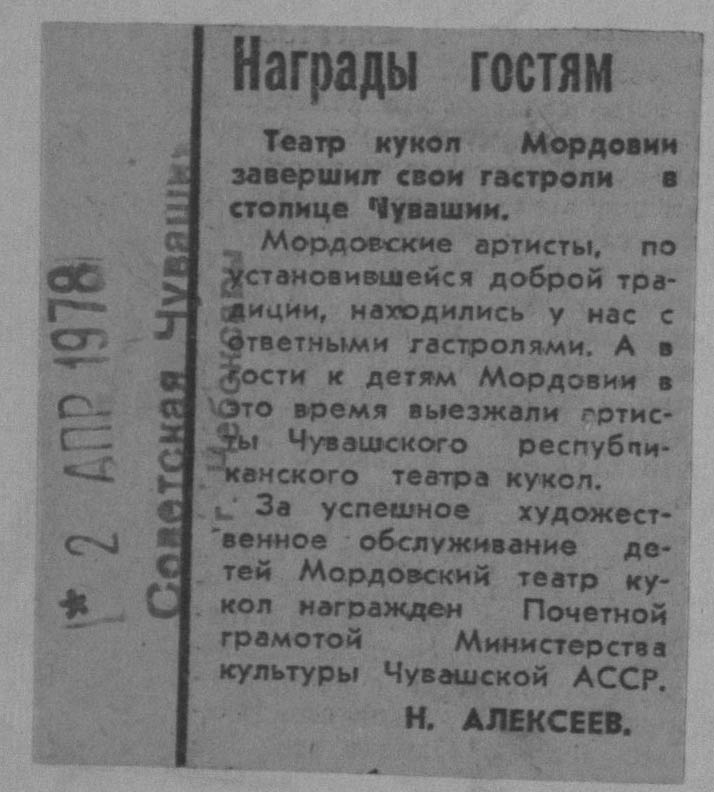 Награды гостям
Театр кукол Мордовии
завершил свои гастроли в
столице Чувашии.
Мордовские артисты, по
установившейся доброй тра-
диции, находились у нас с
ответными гастролями. А в
гости к детям Мордовии в
это время выезжали артис-
ты Чувашского республи-
канского театра кукол.
За успешное художест-
венное обслуживание де-
тей Мордовский театр ку-
кол награжден Почетной
грамотой Министерства
культуры Чувашской АССР.
Н. АЛЕКСЕЕВ.
* 2 АПР 1978
Советская Чувашия
г. Чебоксары